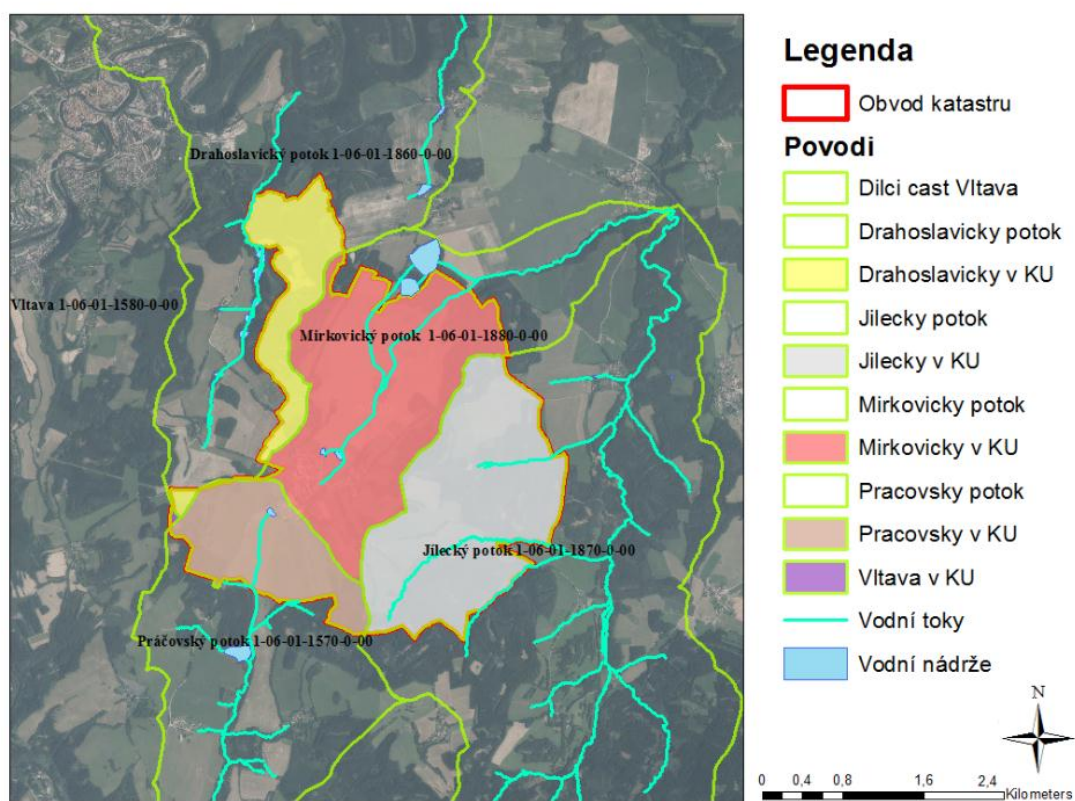 Drahoslavický potok 1-06-01-1860-0-00
Vltava 1-06-01-1580-0-00
Mirkovický potok 1-06-01-1880-0-00
Jílecký potok 1-06-01-1870-0-00
Práčovský potok 1-06-01-1570-0-00
Legenda
Obvod katastru
Povodi
Dilci cast Vltava
Drahoslavicky potok
Drahoslavicky v KU
Jilecky potok
Jilecky v KU
Mirkovicky potok
Mirkovicky v KU
Pracovsky potok
Pracovsky v KU
Vltava v KU
Vodní toky
Vodní nádrže
N
0 0,4 0,8 1,6 2,4
Kilometers